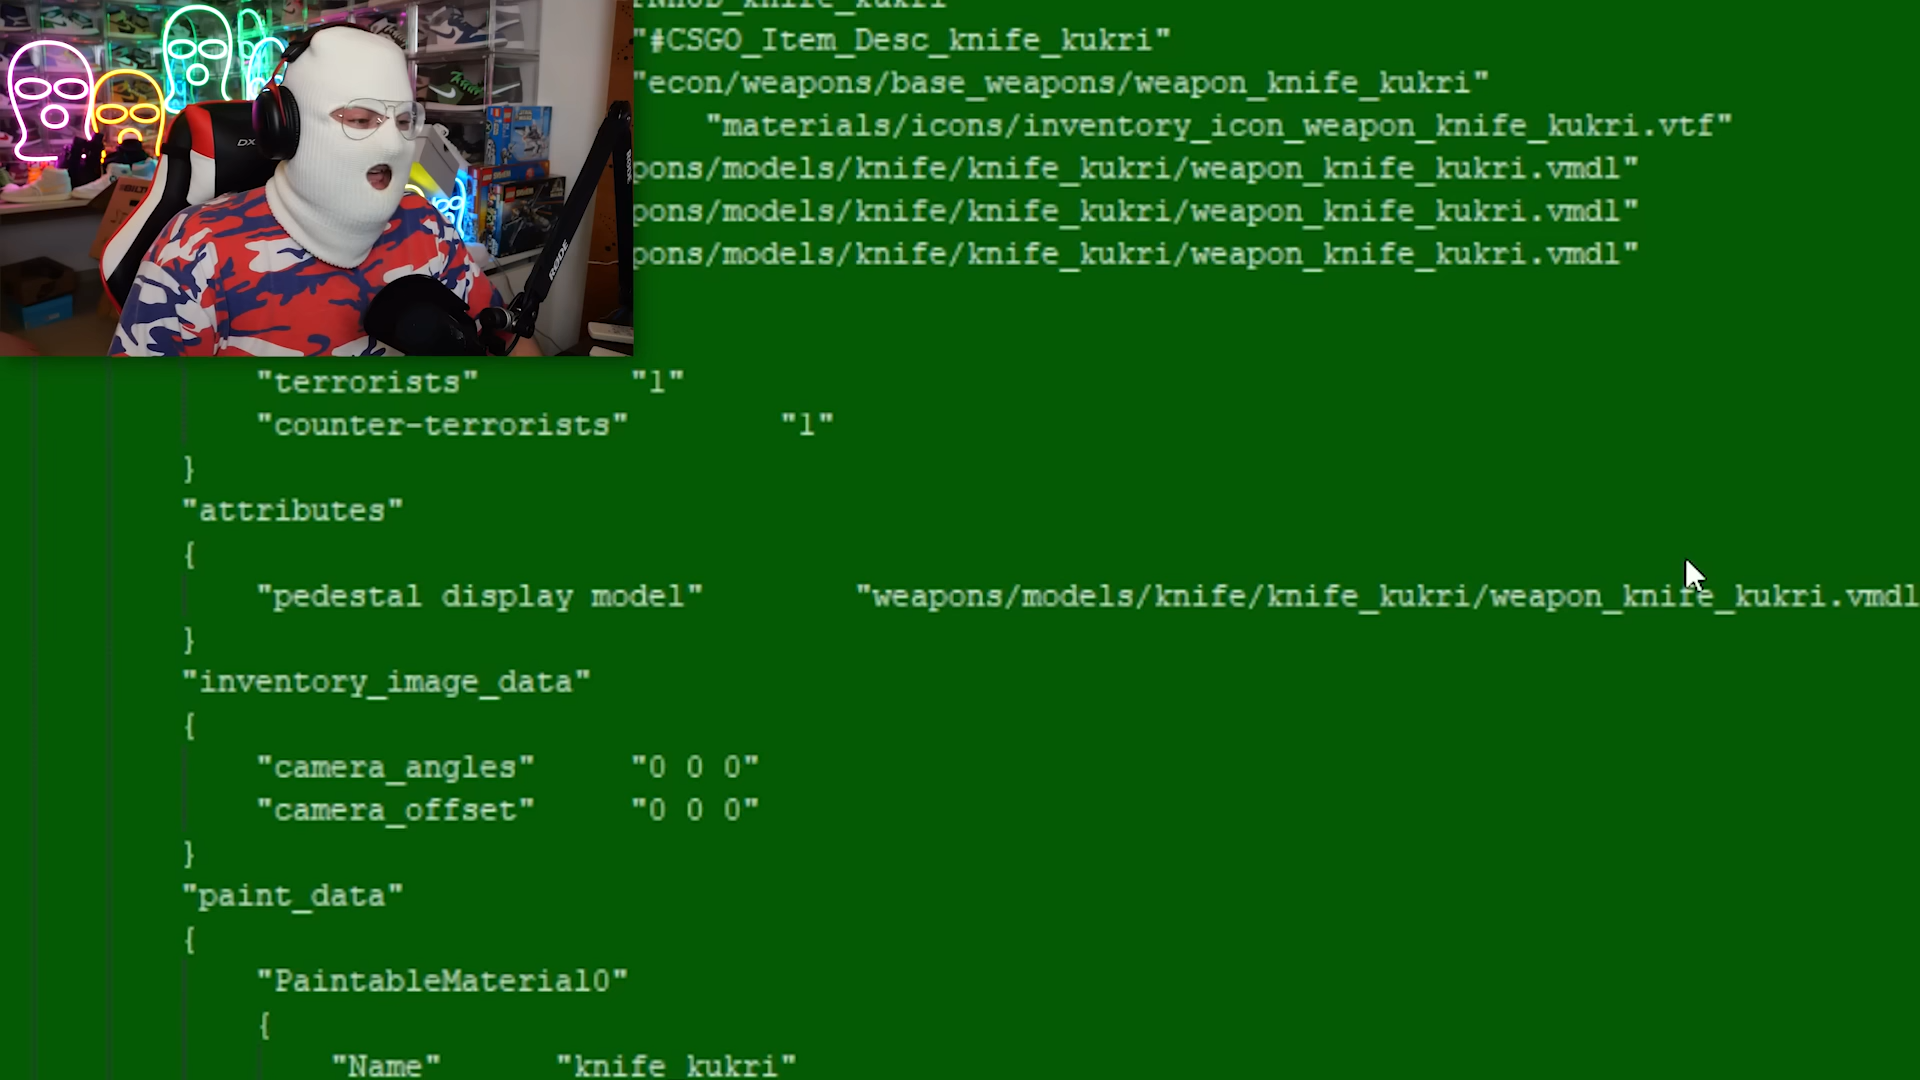 "#CSGO_Item_Desc_knife_kukri"
"econ/weapons/base_weapons/weapon_knife_kukri"
"materials/icons/inventory_icon_weapon_knife_kukri.vtf"
pons/models/knife/knife_kukri/weapon_knife_kukri.vmdl"
pons/models/knife/knife_kukri/weapon_knife_kukri.vmdl"
pons/models/knife/knife_kukri/weapon_knife_kukri.vmdl"
DX
RØDE
"terrorists" "1"
"counter-terrorists" "1"
}
"attributes"
{
"pedestal display model" "weapons/models/knife/knife_kukri/weapon_knife_kukri.vmdl
}
"inventory_image_data"
{
"camera_angles" "0 0 0"
"camera_offset" "0 0 0"
}
"paint_data"
{
"PaintableMaterial0"
{
"Name" "knife_kukri"